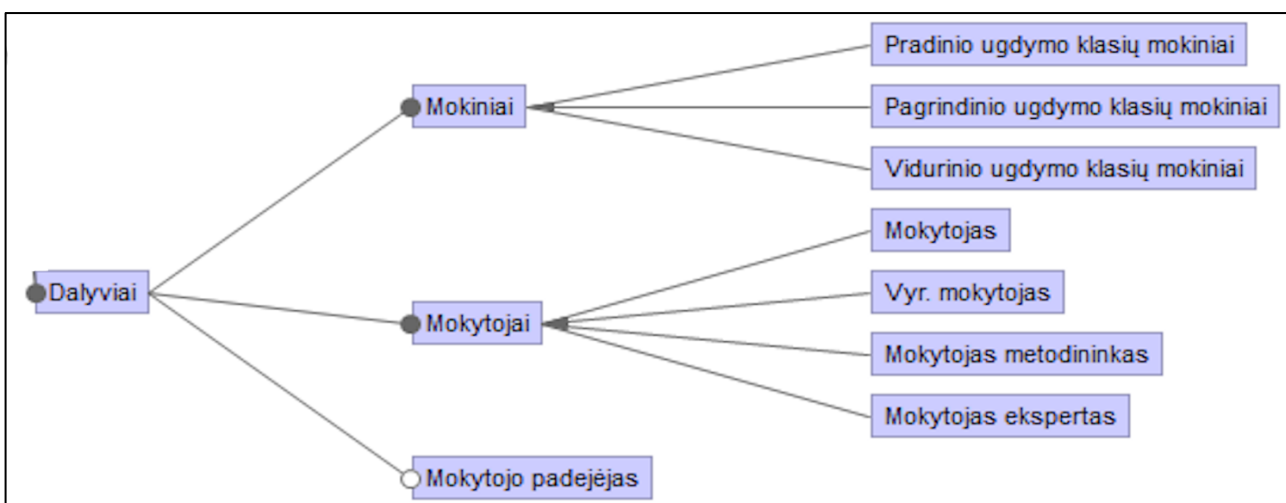 Dalyviai
Mokiniai
Pradinio ugdymo klasių mokiniai
Pagrindinio ugdymo klasių mokiniai
Vidurinio ugdymo klasių mokiniai
Mokytojai
Mokytojas
Vyr. mokytojas
Mokytojas metodininkas
Mokytojas ekspertas
Mokytojo padejėjas